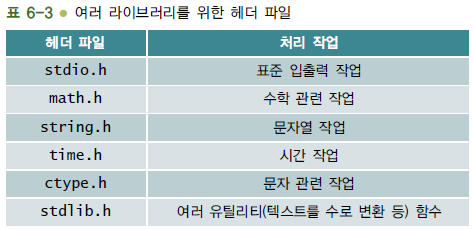 표 6-3 ● 여러 라이브러리를 위한 헤더 파일
헤더 파일 처리 작업
stdio.h 표준 입출력 작업
math.h 수학 관련 작업
string.h 문자열 작업
time.h 시간 작업
ctype.h 문자 관련 작업
stdlib.h 여러 유틸리티(텍스트를 수로 변환 등) 함수